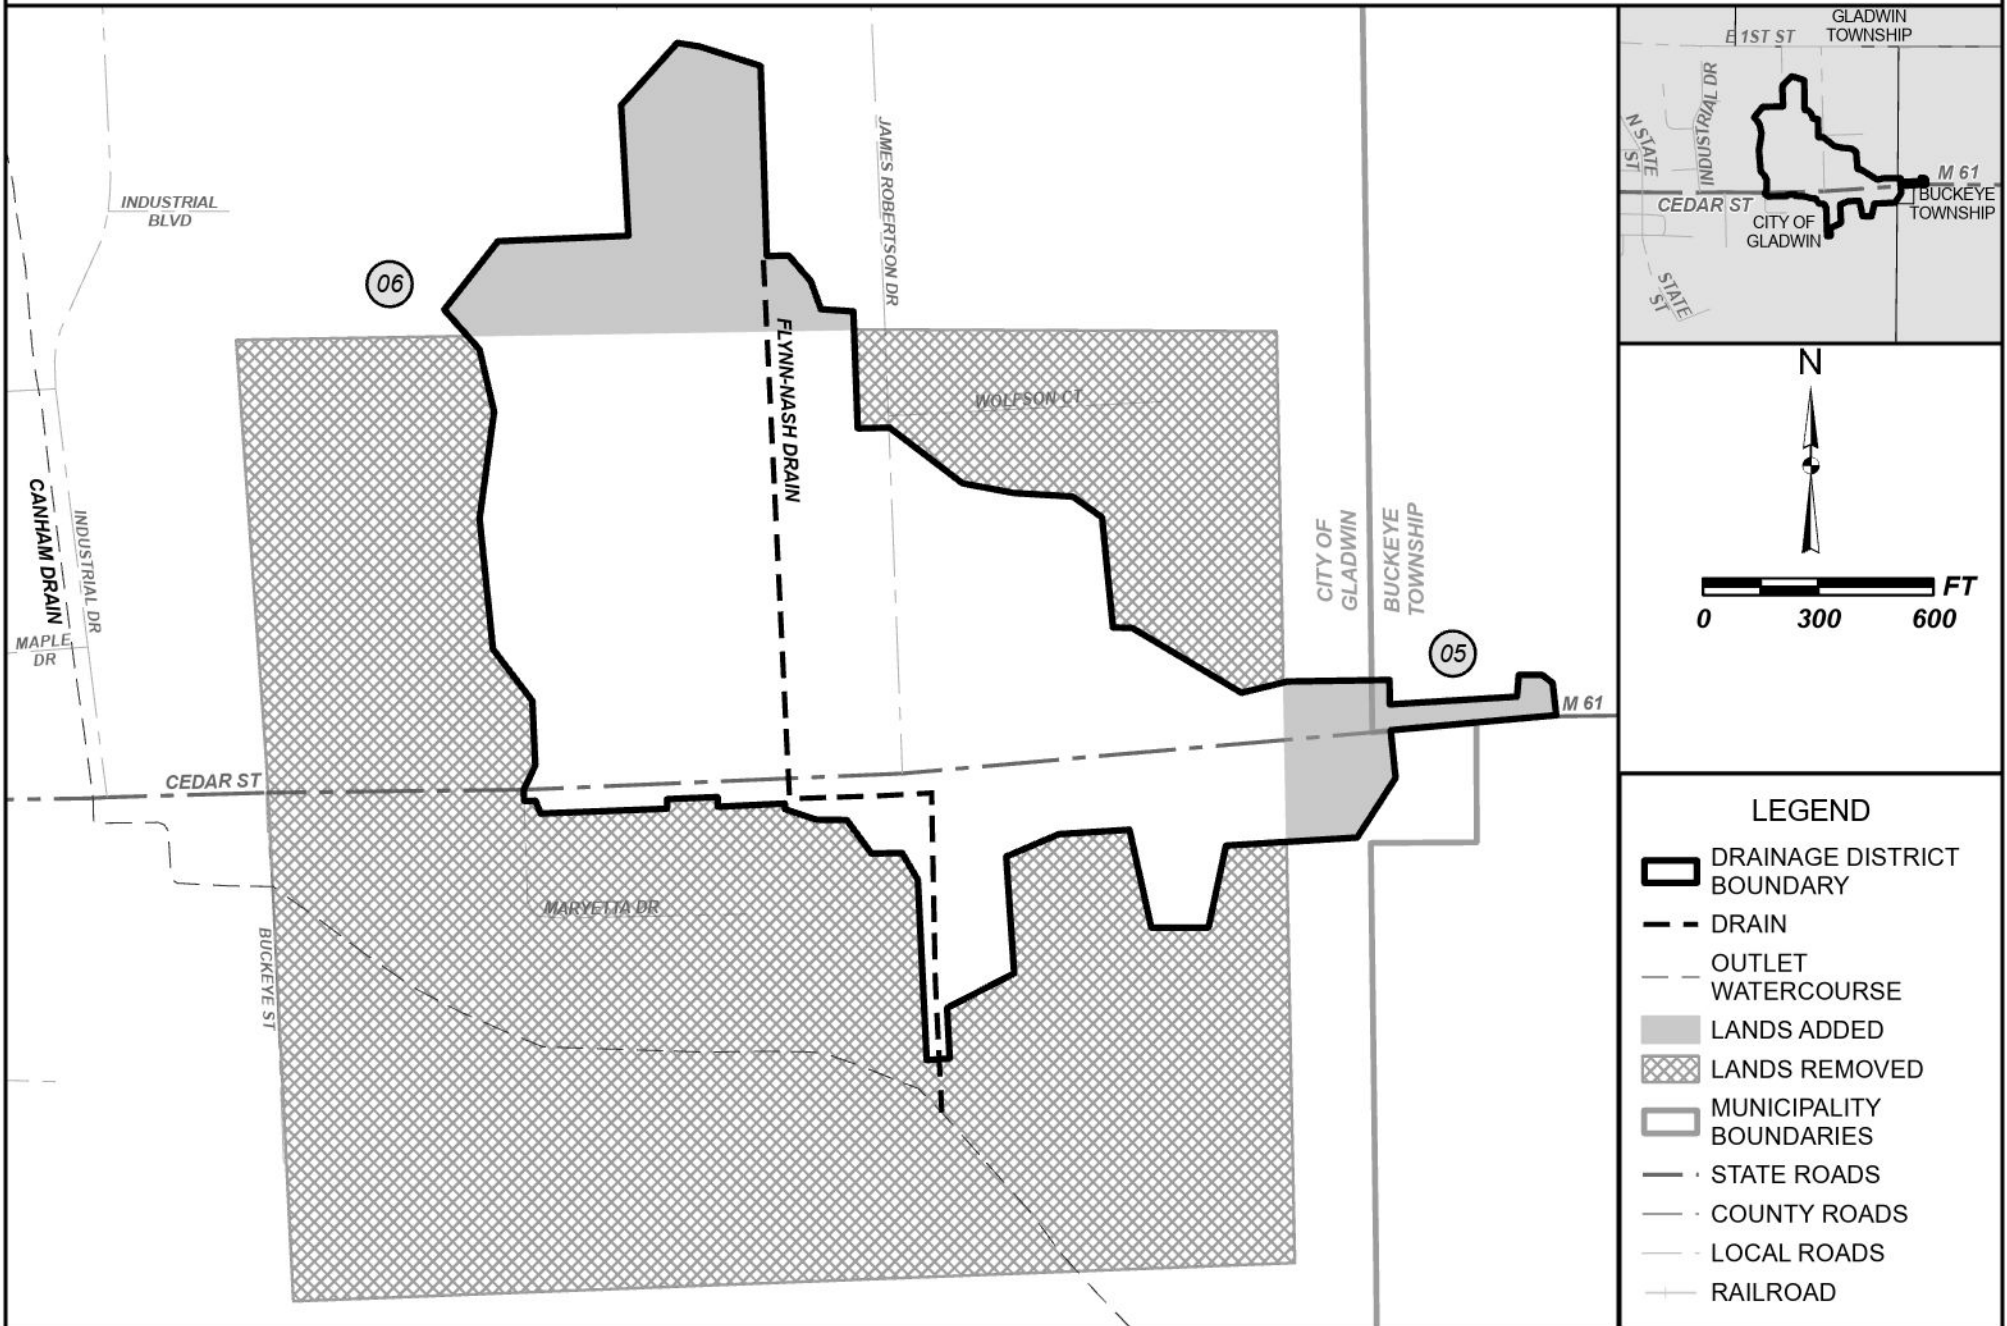 INDUSTRIAL
BLVD
06
JAMES ROBERTSON DR
FLYNN-NASH DRAIN
WOLFSON CT
CANHAM DRAIN
INDUSTRIAL DR
MAPLE
DR
CITY OF
GLADWIN
BUCKEYE
TOWNSHIP
05
M 61
CEDAR ST
MARYETTA DR
BUCKEYE ST
GLADWIN
TOWNSHIP
E 1ST ST
INDUSTRIAL DR
N STATE
ST
M 61
CEDAR ST
BUCKEYE
TOWNSHIP
CITY OF
GLADWIN
STATE
ST
N
FT
0 300 600
LEGEND
DRAINAGE DISTRICT
BOUNDARY
DRAIN
OUTLET
WATERCOURSE
LANDS ADDED
LANDS REMOVED
MUNICIPALITY
BOUNDARIES
STATE ROADS
COUNTY ROADS
LOCAL ROADS
RAILROAD